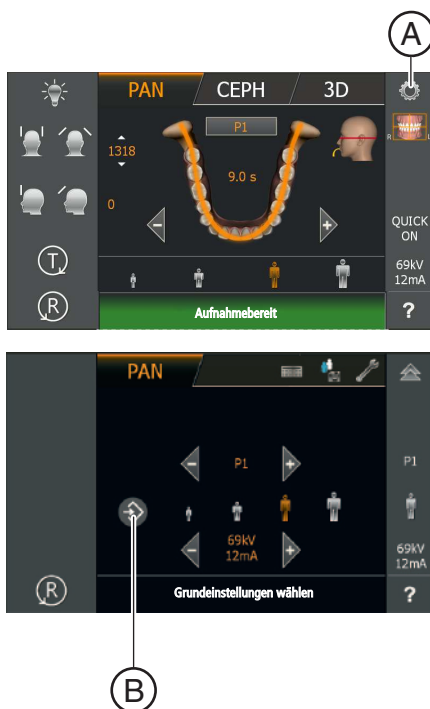 A
PAN CEPH 3D
P1
1318
R L
9.0 s
0
- +
QUICK
ON
T
69kV
12mA
R
Aufnahmebereit
?
PAN
- P1 +
P1
69kV
12mA
- +
69kV
12mA
R
Grundeinstellungen wählen
?
B